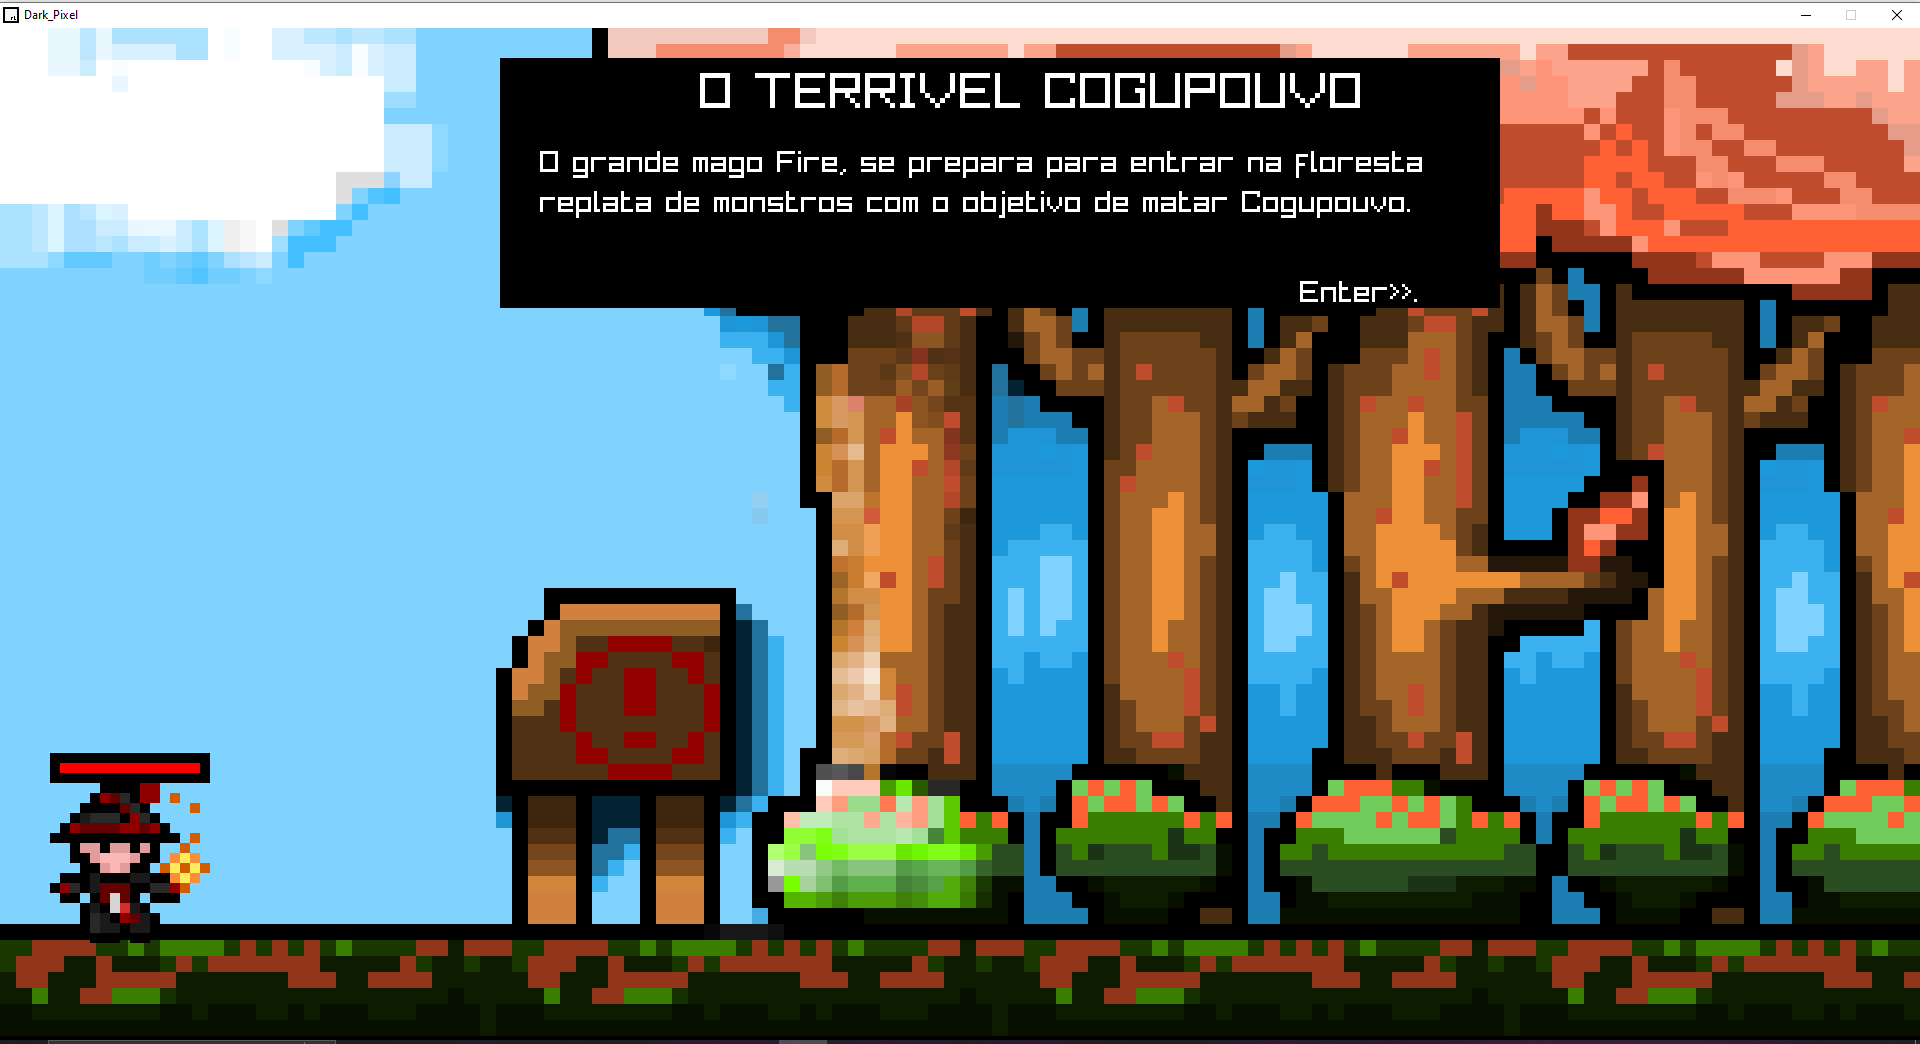 Dark_Pixel
O TERRIVEL COGUPOUVO
O grande mago Fire, se prepara para entrar na floresta
replata de monstros com o objetivo de matar Cogupouvo.
Enter>>.
!